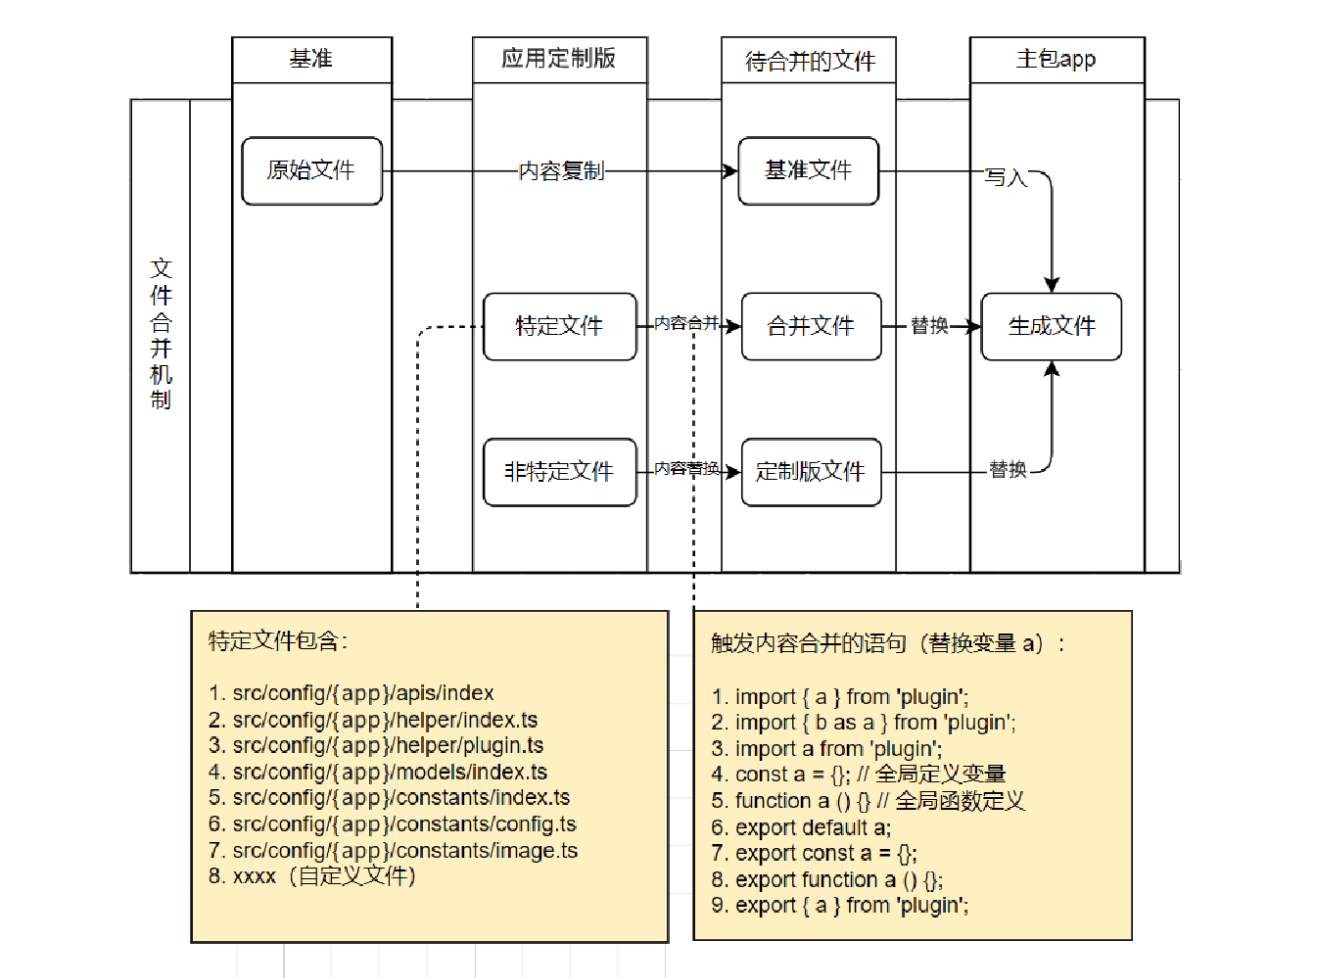 基准
应用定制版
待合并的文件
主包app
文件合并机制
原始文件
内容复制
基准文件
写入
特定文件
内容合并
合并文件
替换
生成文件
非特定文件
内容替换
定制版文件
替换
特定文件包含：
1. src/config/{app}/apis/index
2. src/config/{app}/helper/index.ts
3. src/config/{app}/helper/plugin.ts
4. src/config/{app}/models/index.ts
5. src/config/{app}/constants/index.ts
6. src/config/{app}/constants/config.ts
7. src/config/{app}/constants/image.ts
8. xxxx（自定义文件）
触发内容合并的语句（替换变量 a）：
1. import { a } from 'plugin';
2. import { b as a } from 'plugin';
3. import a from 'plugin';
4. const a = {}; // 全局定义变量
5. function a () {} // 全局函数定义
6. export default a;
7. export const a = {};
8. export function a () {};
9. export { a } from 'plugin';